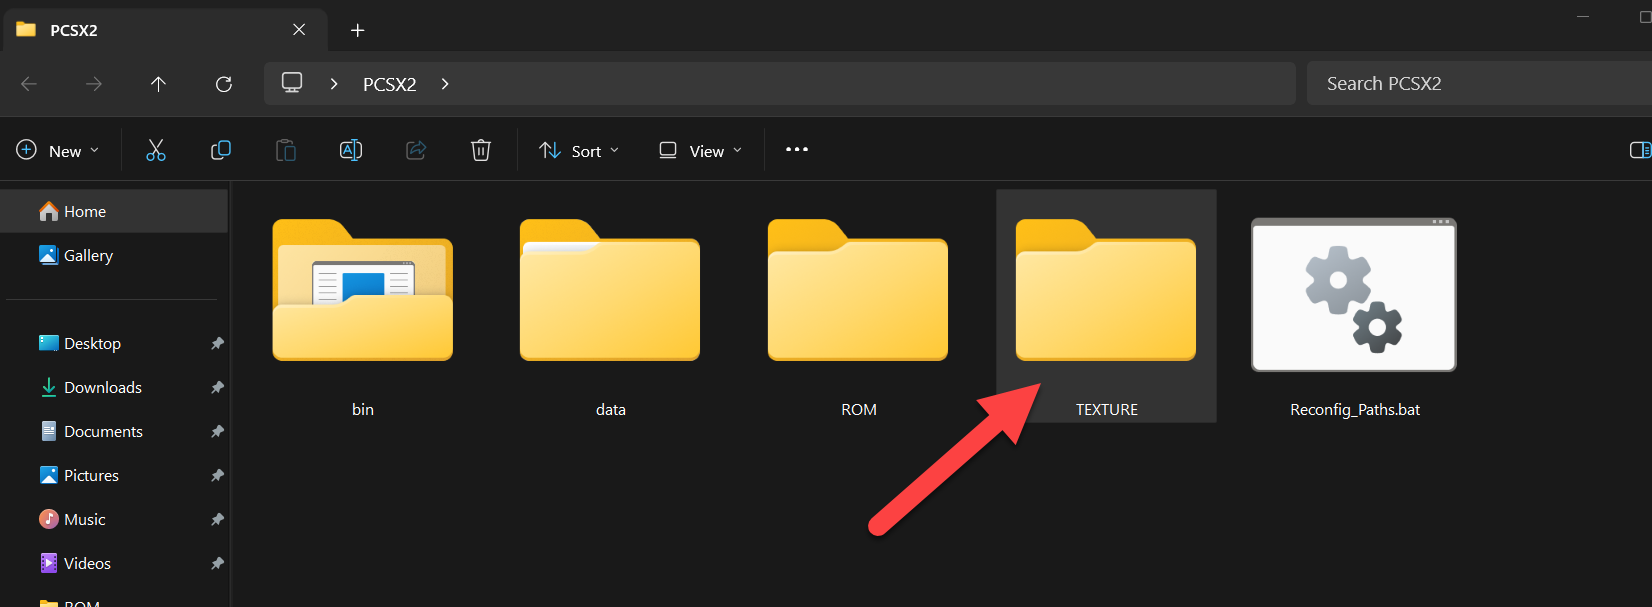 PCSX2
PCSX2
Search PCSX2
New
Sort
View
Home
Gallery
Desktop
Downloads
Documents
Pictures
Music
Videos
ROM
bin
data
ROM
TEXTURE
Reconfig_Paths.bat